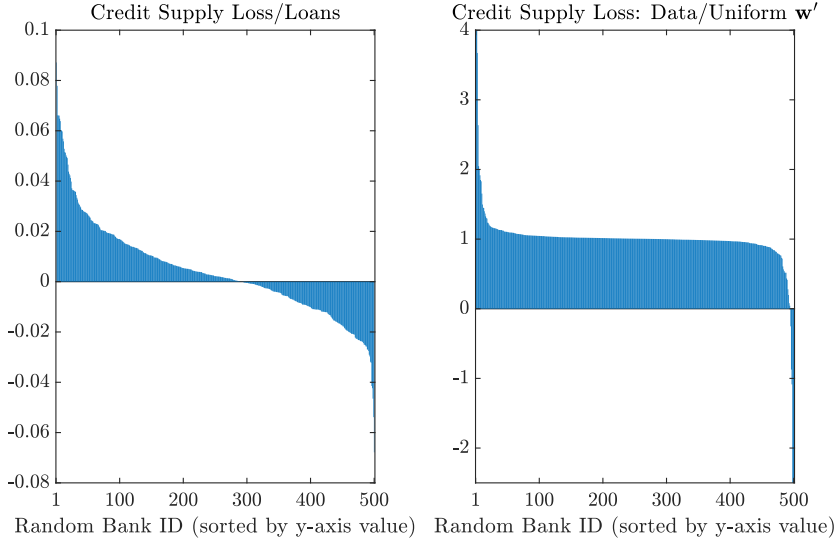 Credit Supply Loss/Loans
0.1
0.08
0.06
0.04
0.02
0
-0.02
-0.04
-0.06
-0.08
1 100 200 300 400 500
Random Bank ID (sorted by y-axis value)
Credit Supply Loss: Data/Uniform w′
4
3
2
1
0
-1
-2
1 100 200 300 400 500
Random Bank ID (sorted by y-axis value)